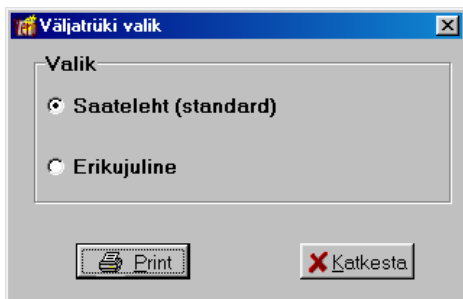 Väljatrüki valik
Valik
Saateleht (standard)
Erikujuline
Print
Katkesta